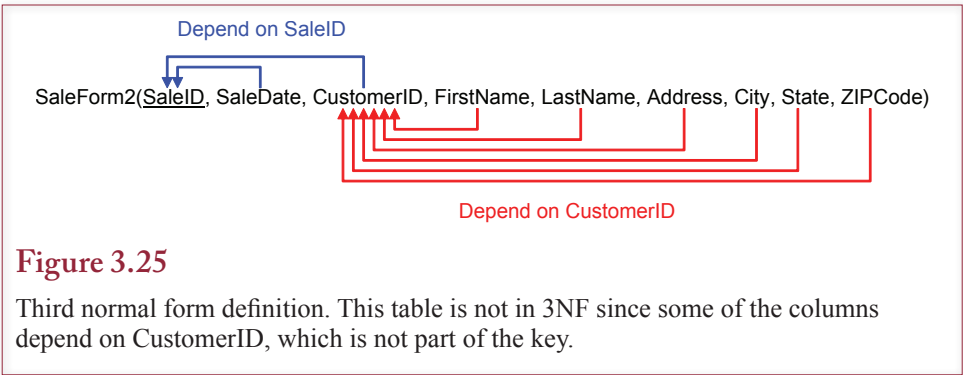 Depend on SaleID
SaleForm2(SaleID, SaleDate, CustomerID, FirstName, LastName, Address, City, State, ZIPCode)
Depend on CustomerID
Figure 3.25
Third normal form definition. This table is not in 3NF since some of the columns
depend on CustomerID, which is not part of the key.